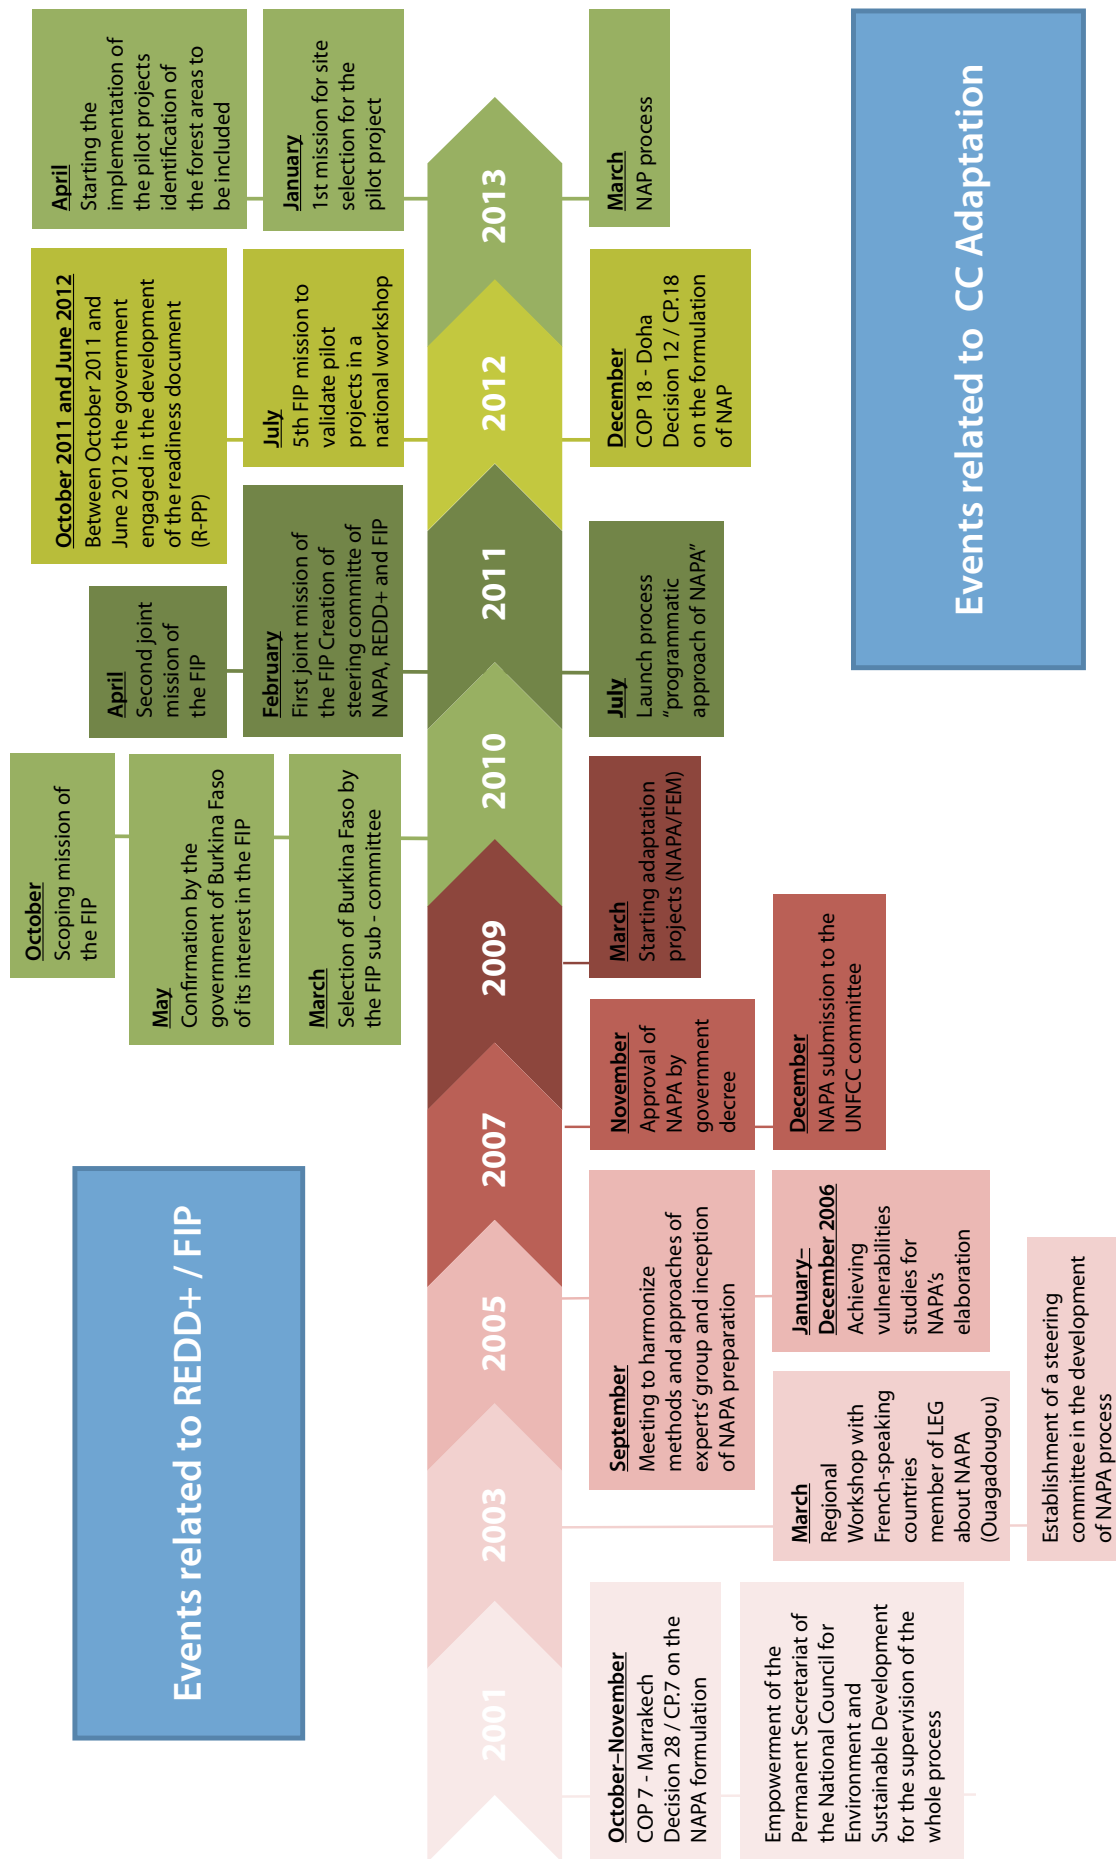 Events related to REDD+ / FIP
October
Scoping mission of
the FIP
May
Confirmation by the
government of Burkina Faso
of its interest in the FIP
March
Selection of Burkina Faso by
the FIP sub - committee
April
Second joint
mission of
the FIP
February
First joint mission of
the FIP Creation of
steering committe of
NAPA, REDD+ and FIP
October 2011 and June 2012
Between October 2011 and
June 2012 the government
engaged in the development
of the readiness document
(R-PP)
July
5th FIP mission to
validate pilot
projects in a
national workshop
April
Starting the
implementation of
the pilot projects
identification of
the forest areas to
be included
January
1st mission for site
selection for the
pilot project
2001
2003
2005
2007
2009
2010
2011
2012
2013
October–November
COP 7 - Marrakech
Decision 28 / CP.7 on the
NAPA formulation
Empowerment of the
Permanent Secretariat of
the National Council for
Environment and
Sustainable Development
for the supervision of the
whole process
March
Regional
Workshop with
French-speaking
countries
member of LEG
about NAPA
(Ouagadougou)
Establishment of a steering
committee in the development
of NAPA process
September
Meeting to harmonize
methods and approaches of
experts’ group and inception
of NAPA preparation
January–
December 2006
Achieving
vulnerabilities
studies for
NAPA’s
elaboration
November
Approval of
NAPA by
government
decree
December
NAPA submission to the
UNFCC committee
March
Starting adaptation
projects (NAPA/FEM)
July
Launch process
“programmatic
approach of NAPA”
December
COP 18 - Doha
Decision 12 / CP.18
on the formulation
of NAP
March
NAP process
Events related to CC Adaptation